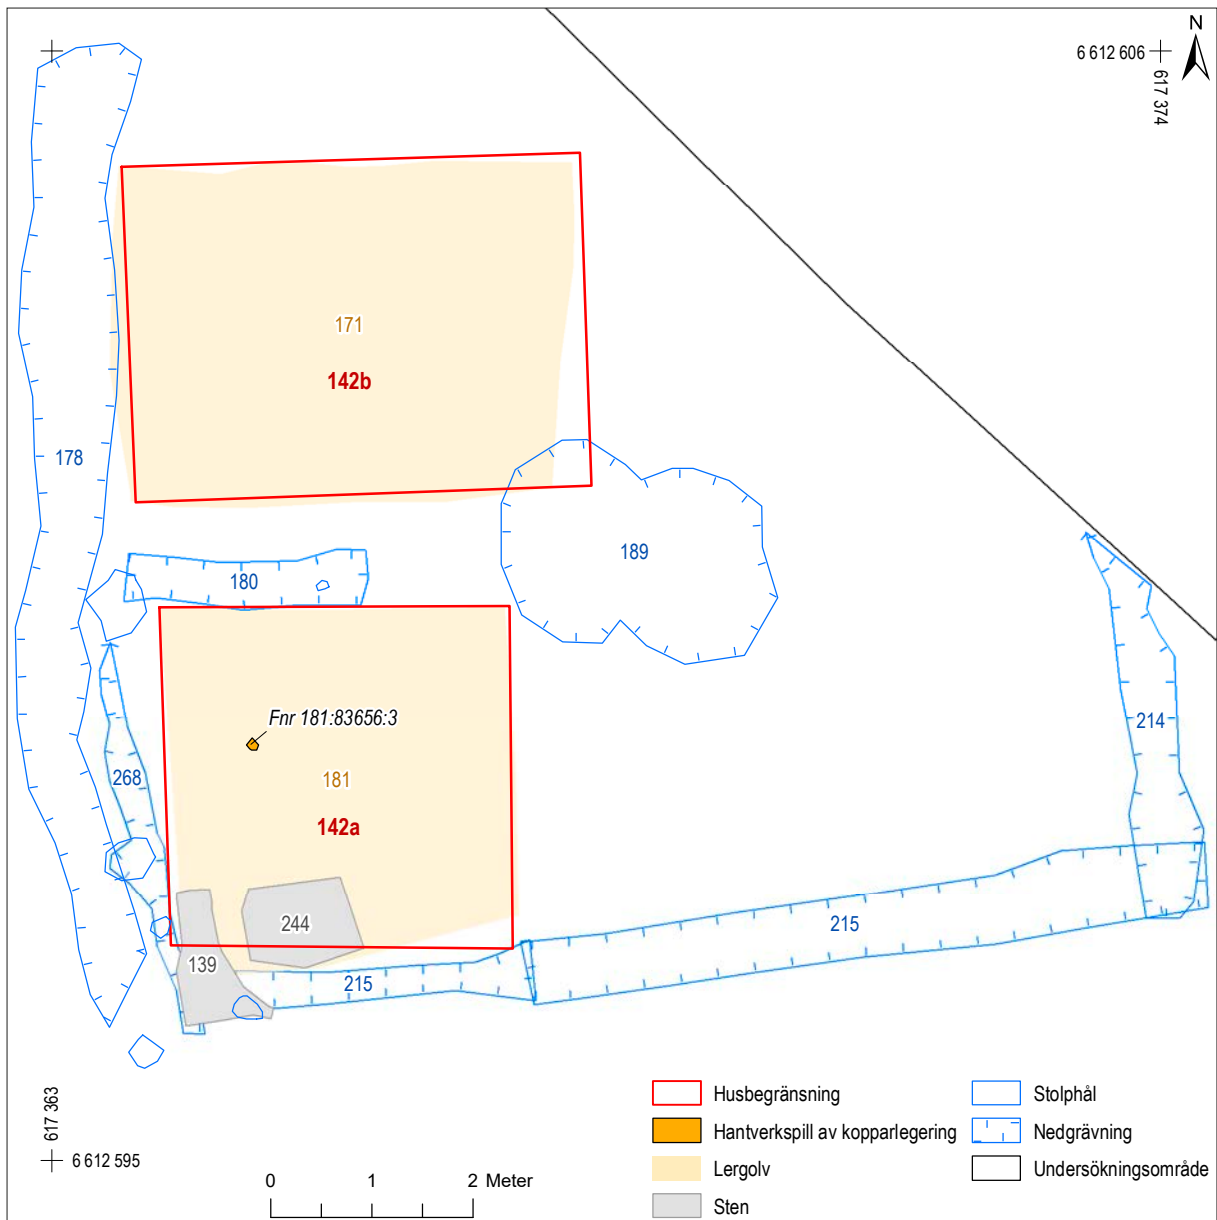 N
6 612 606
617 374
171
142b
178
189
180
Fnr 181:83656:3
214
268
181
142a
244
215
139
215
617 363
6 612 595
0 1 2 Meter
Husbegränsning
Hantverkspill av kopparlegering
Lergolv
Sten
Stolphål
Nedgrävning
Undersökningsområde